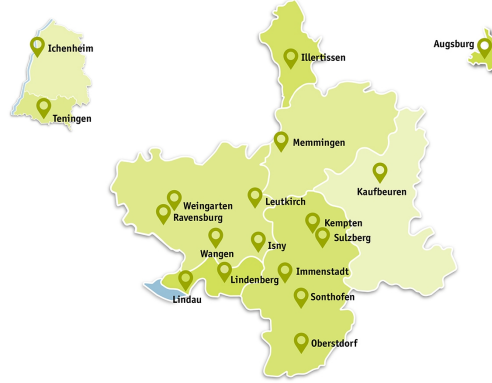 Ichenheim
Augsburg
Illertissen
Teningen
Memmingen
Kaufbeuren
Leutkirch
Weingarten
Ravensburg
Kempten
Sulzberg
Isny
Wangen
Immenstadt
Lindenberg
Lindau
Sonthofen
Oberstdorf